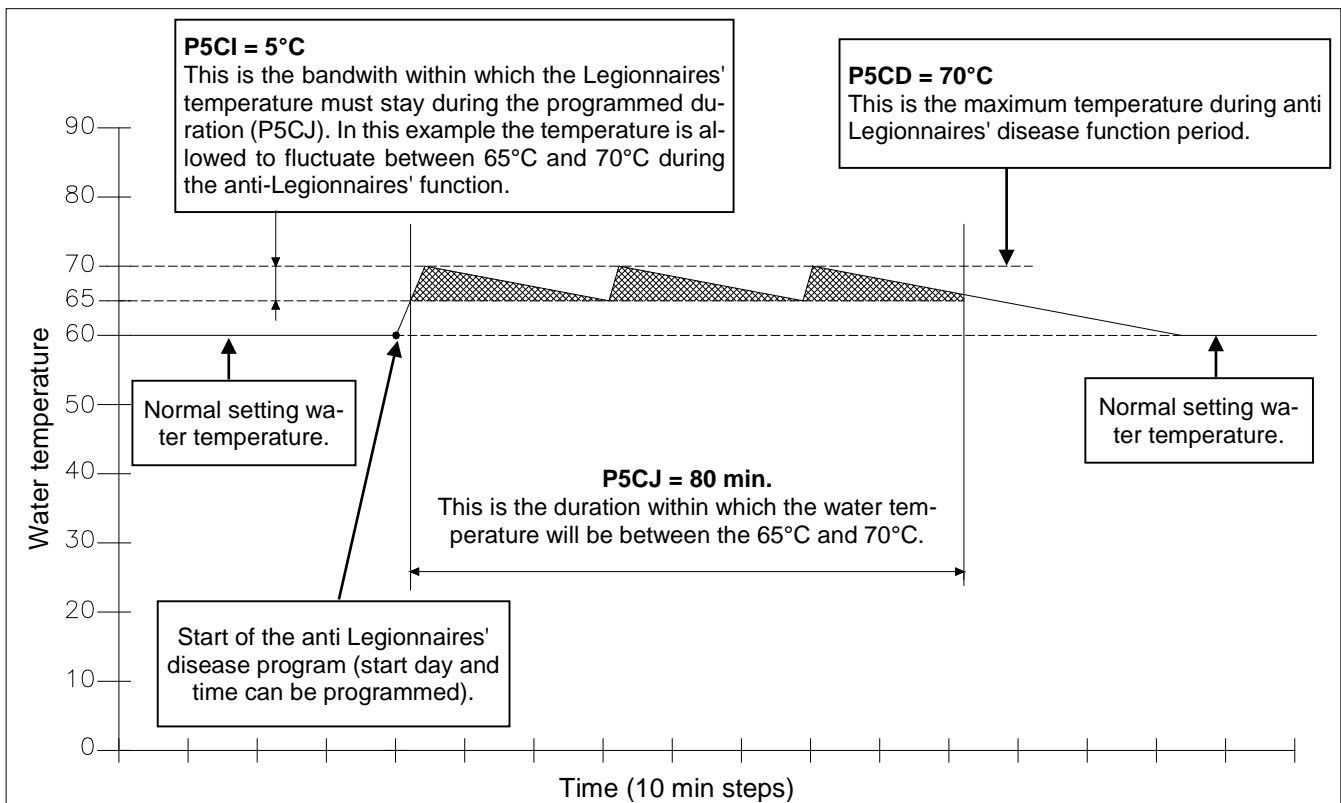 P5CI = 5°C
This is the bandwith within which the Legionnaires'
temperature must stay during the programmed du-
ration (P5CJ). In this example the temperature is al-
lowed to fluctuate between 65°C and 70°C during
the anti-Legionnaires' function.
P5CD = 70°C
This is the maximum temperature during anti
Legionnaires' disease function period.
90
80
70
65
60
50
40
30
20
10
0
Water temperature
Normal setting wa-
ter temperature.
Normal setting wa-
ter temperature.
P5CJ = 80 min.
This is the duration within which the water tem-
perature will be between the 65°C and 70°C.
Start of the anti Legionnaires'
disease program (start day and
time can be programmed).
Time (10 min steps)